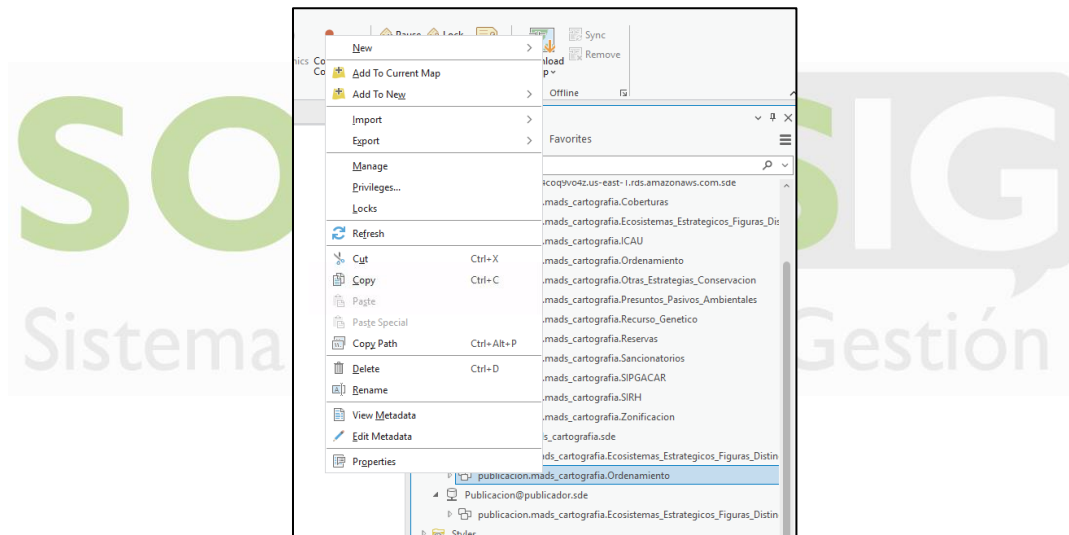 Pause Lock
Sync
Remove
Offline
New
Add To Current Map
Add To New
Import
Export
Manage
Privileges...
Locks
Refresh
Cut Ctrl+X
Copy Ctrl+C
Paste
Paste Special
Copy Path Ctrl+Alt+P
Delete Ctrl+D
Rename
View Metadata
Edit Metadata
Properties
Favorites
.us-east-1.rds.amazonaws.com.sde
.mads_cartografia.Coberturas
.mads_cartografia.Ecosistemas_Estrategicos_Figuras_Dis
.mads_cartografia.ICAU
.mads_cartografia.Ordenamiento
.mads_cartografia.Otras_Estrategias_Conservacion
.mads_cartografia.Presuntos_Pasivos_Ambientales
.mads_cartografia.Recurso_Genetico
.mads_cartografia.Reservas
.mads_cartografia.Sancionatorios
.mads_cartografia.SIPGACAR
.mads_cartografia.SIRH
.mads_cartografia.Zonificacion
s_cartografia.sde
ds_cartografia.Ecosistemas_Estrategicos_Figuras_Distin
publicacion.mads_cartografia.Ordenamiento
Publicacion@publicador.sde
publicacion.mads_cartografia.Ecosistemas_Estrategicos_Figuras_Distin
Styles
SO SIG
Sistema Gestión